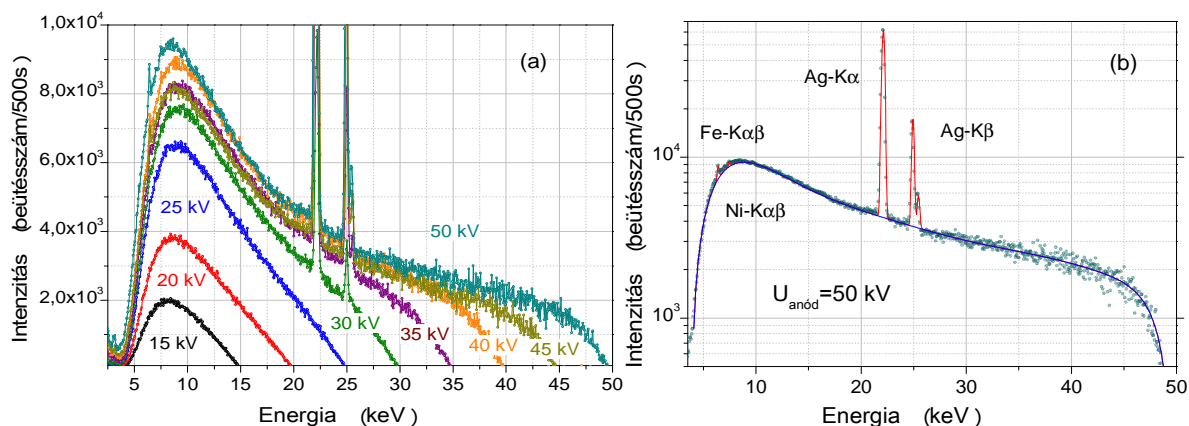 Intenzitás (beütésszám/500s)
1,0x10⁴
8,0x10³
6,0x10³
4,0x10³
2,0x10³
(a)
25 kV
20 kV
15 kV
50 kV
30 kV
35 kV
40 kV
45 kV
5 10 15 20 25 30 35 40 45 50
Energia (keV)
Intenzitás (beütésszám/500s)
10⁴
10³
(b)
Ag-Kα
Ag-Kβ
Fe-Kαβ
Ni-Kαβ
Uanód=50 kV
10 20 30 40 50
Energia (keV)